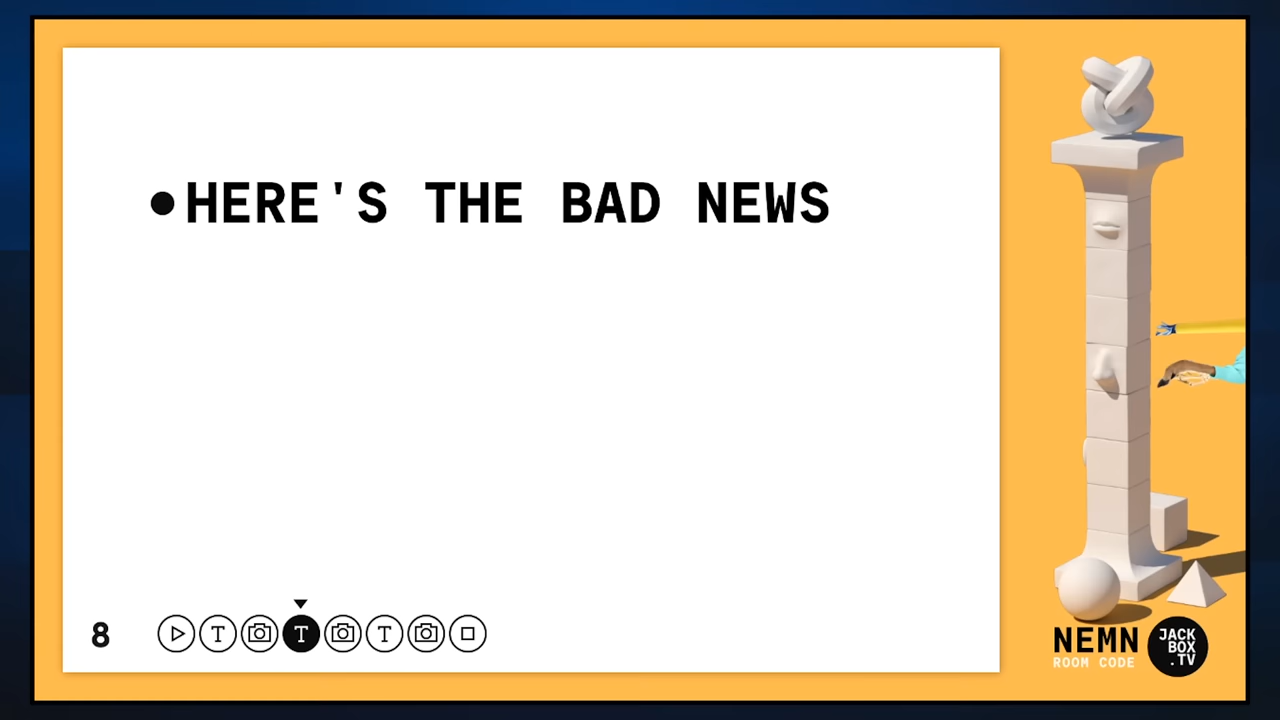 ●HERE'S THE BAD NEWS
8
T
T
T
NEMN
ROOM CODE
JACK
BOX
.TV